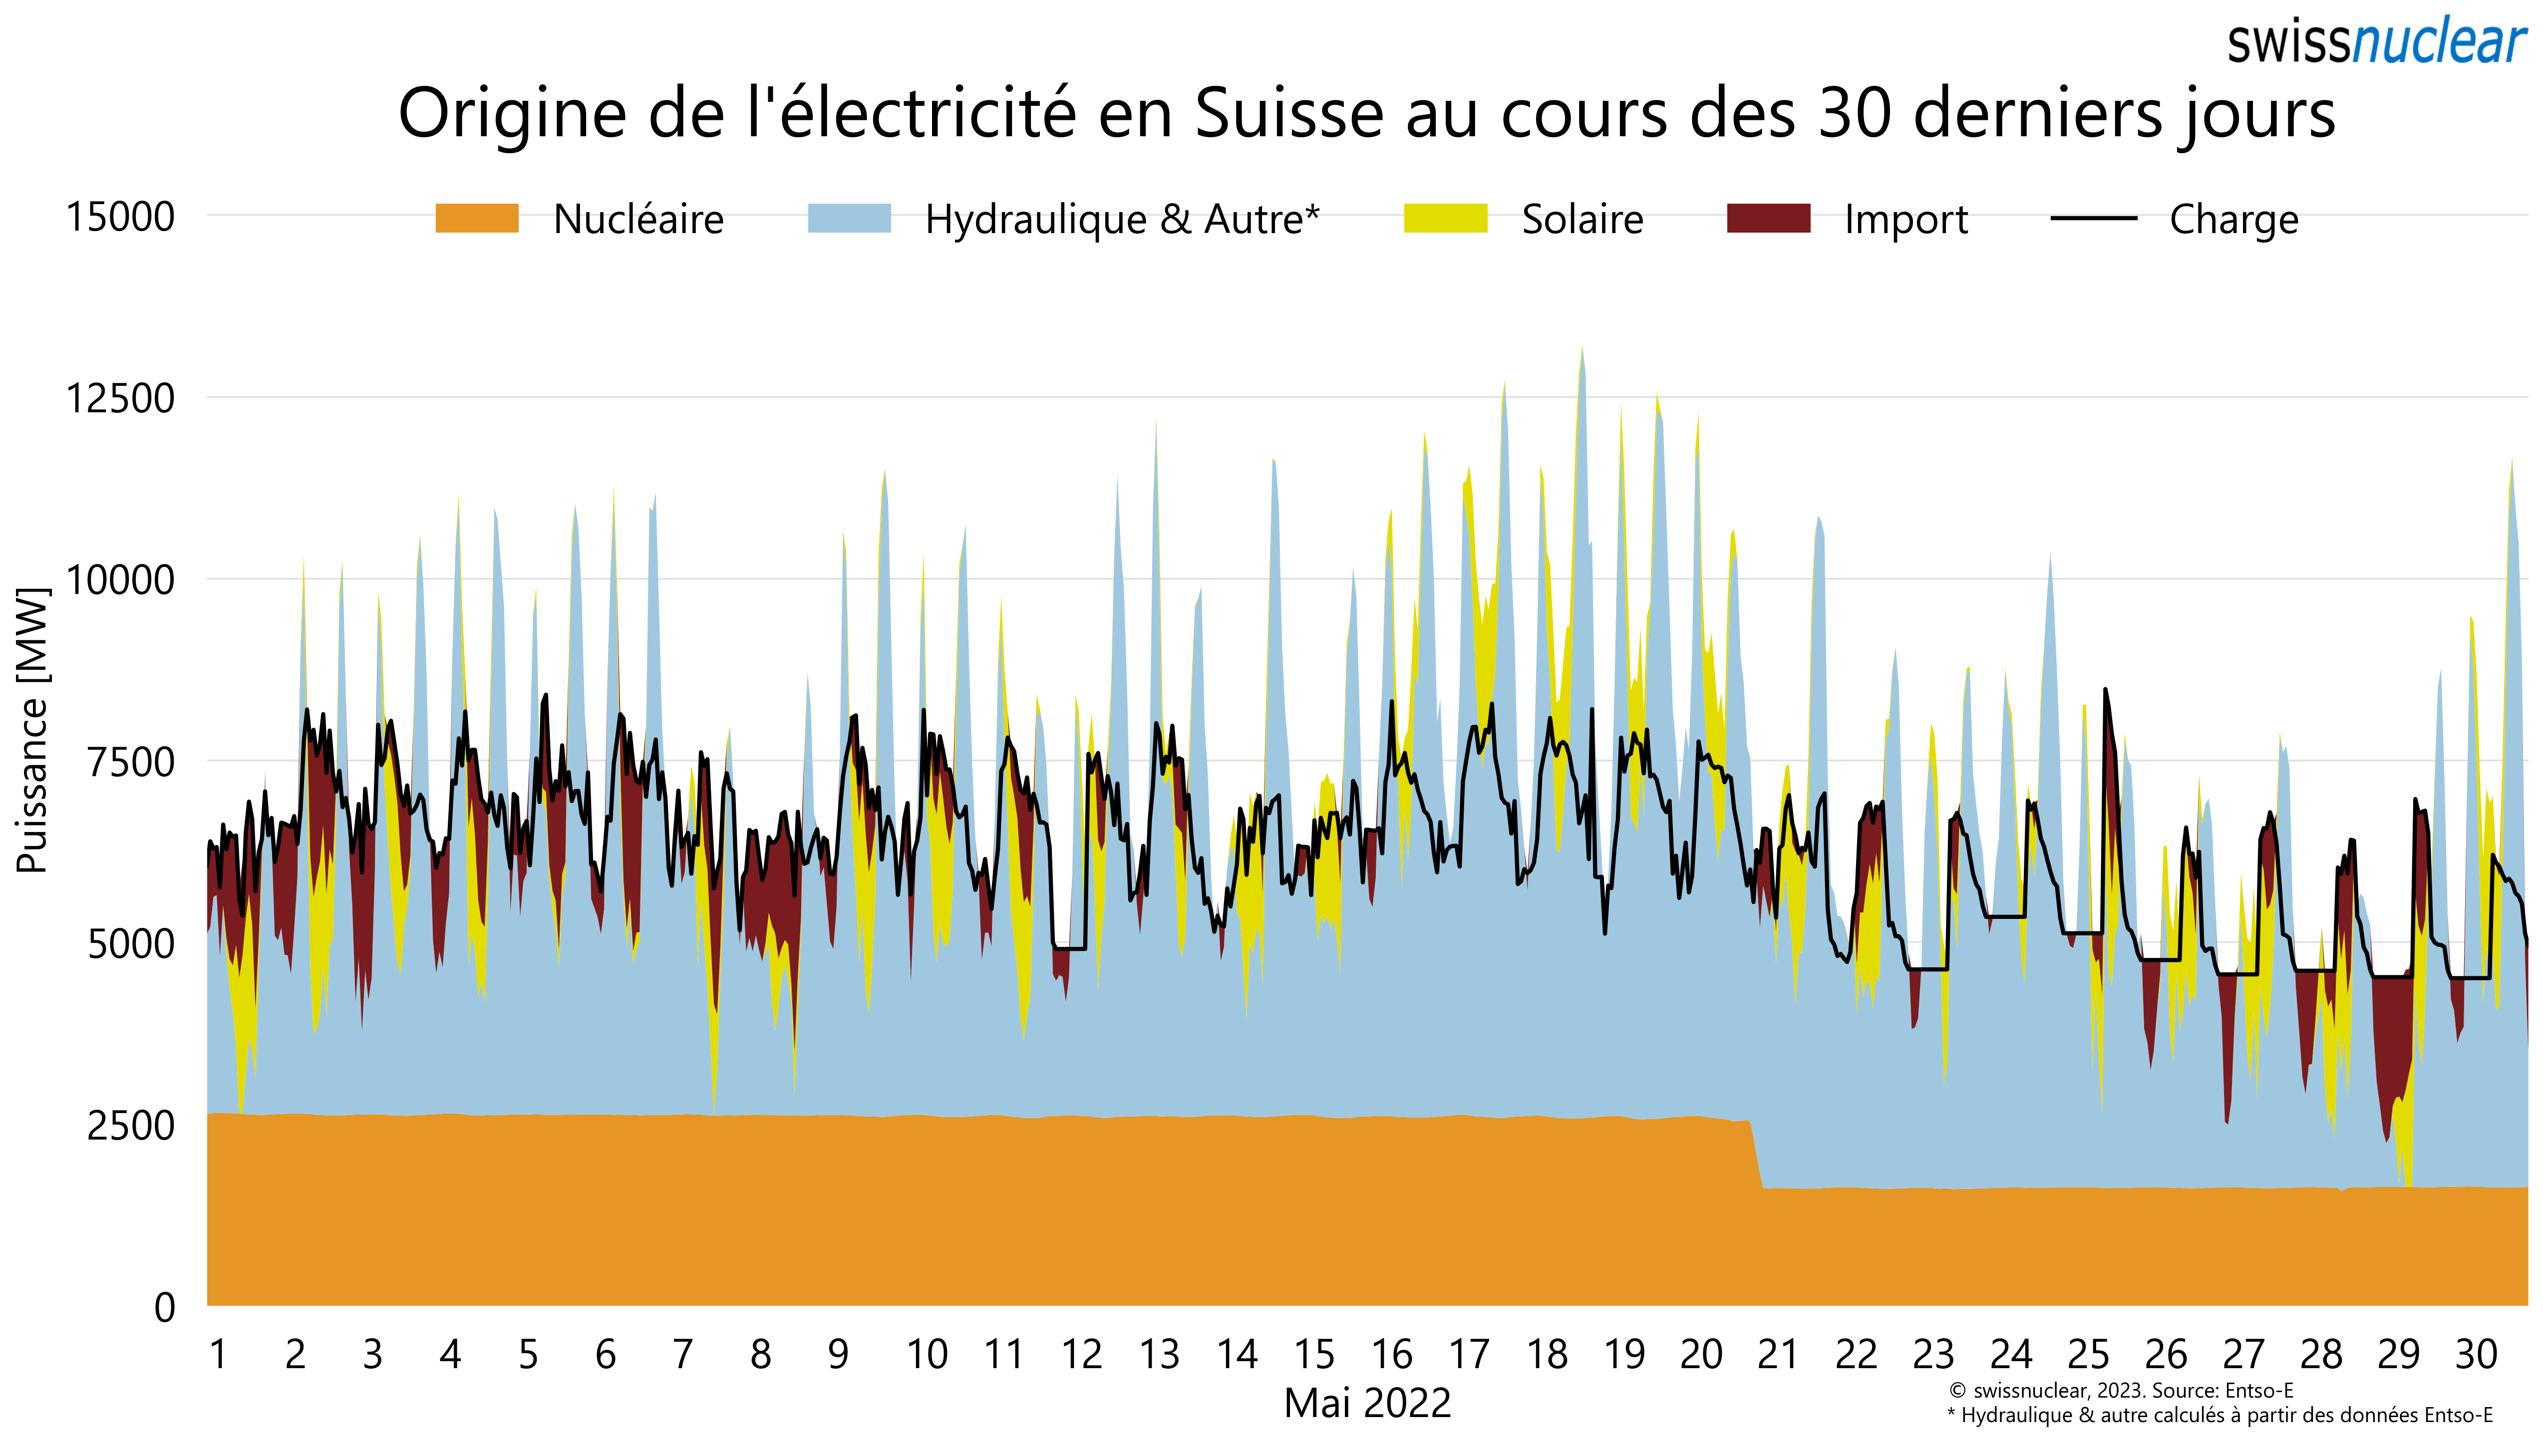 swissnuclear
Origine de l'électricité en Suisse au cours des 30 derniers jours
Nucléaire Hydraulique & Autre* Solaire Import Charge
15000
12500
10000
7500
5000
2500
0
Puissance [MW]
1 2 3 4 5 6 7 8 9 10 11 12 13 14 15 16 17 18 19 20 21 22 23 24 25 26 27 28 29 30
Mai 2022
© swissnuclear, 2023. Source: Entso-E
* Hydraulique & autre calculés à partir des données Entso-E